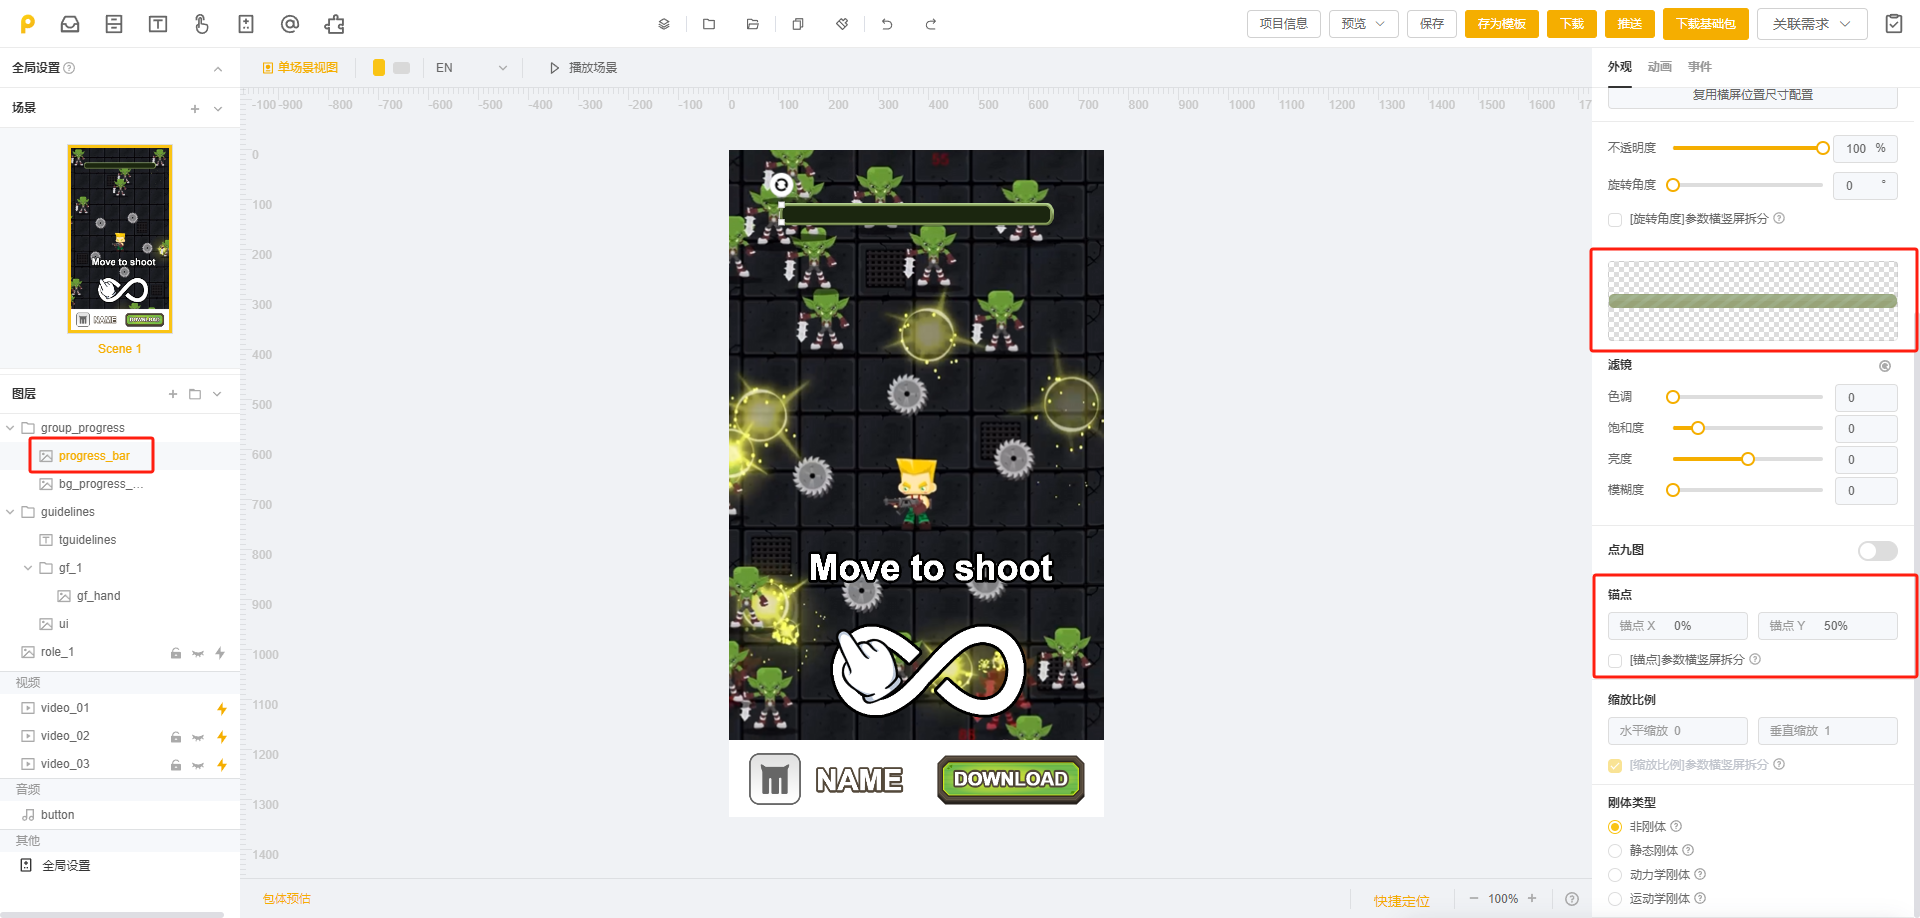 项目信息
预览
保存
存为模板
下载
推送
下载基础包
关联需求
全局设置
单场景视图
EN
播放场景
外观
动画
事件
场景
-100
-900
-800
-700
-600
-500
-400
-300
-200
-100
0
100
200
300
400
500
600
700
800
900
1000
1100
1200
1300
1400
1500
1600
17
复用横屏位置尺寸配置
0
100
200
300
400
500
600
700
800
900
1000
1100
1200
1300
1400
Move to shoot
NAME
DOWNLOAD
Scene 1
图层
group_progress
progress_bar
bg_progress_...
guidelines
tguidelines
gf_1
gf_hand
ui
role_1
视频
video_01
video_02
video_03
音频
button
其他
全局设置
Move to shoot
NAME
DOWNLOAD
不透明度
100 %
旋转角度
0 °
[旋转角度]参数横竖屏拆分
滤镜
色调
0
饱和度
0
亮度
0
模糊度
0
点九图
锚点
锚点 X 0%
锚点 Y 50%
[锚点]参数横竖屏拆分
缩放比例
水平缩放 0
垂直缩放 1
[缩放比例]参数横竖屏拆分
刚体类型
非刚体
静态刚体
动力学刚体
运动学刚体
包体预估
快捷定位
100%